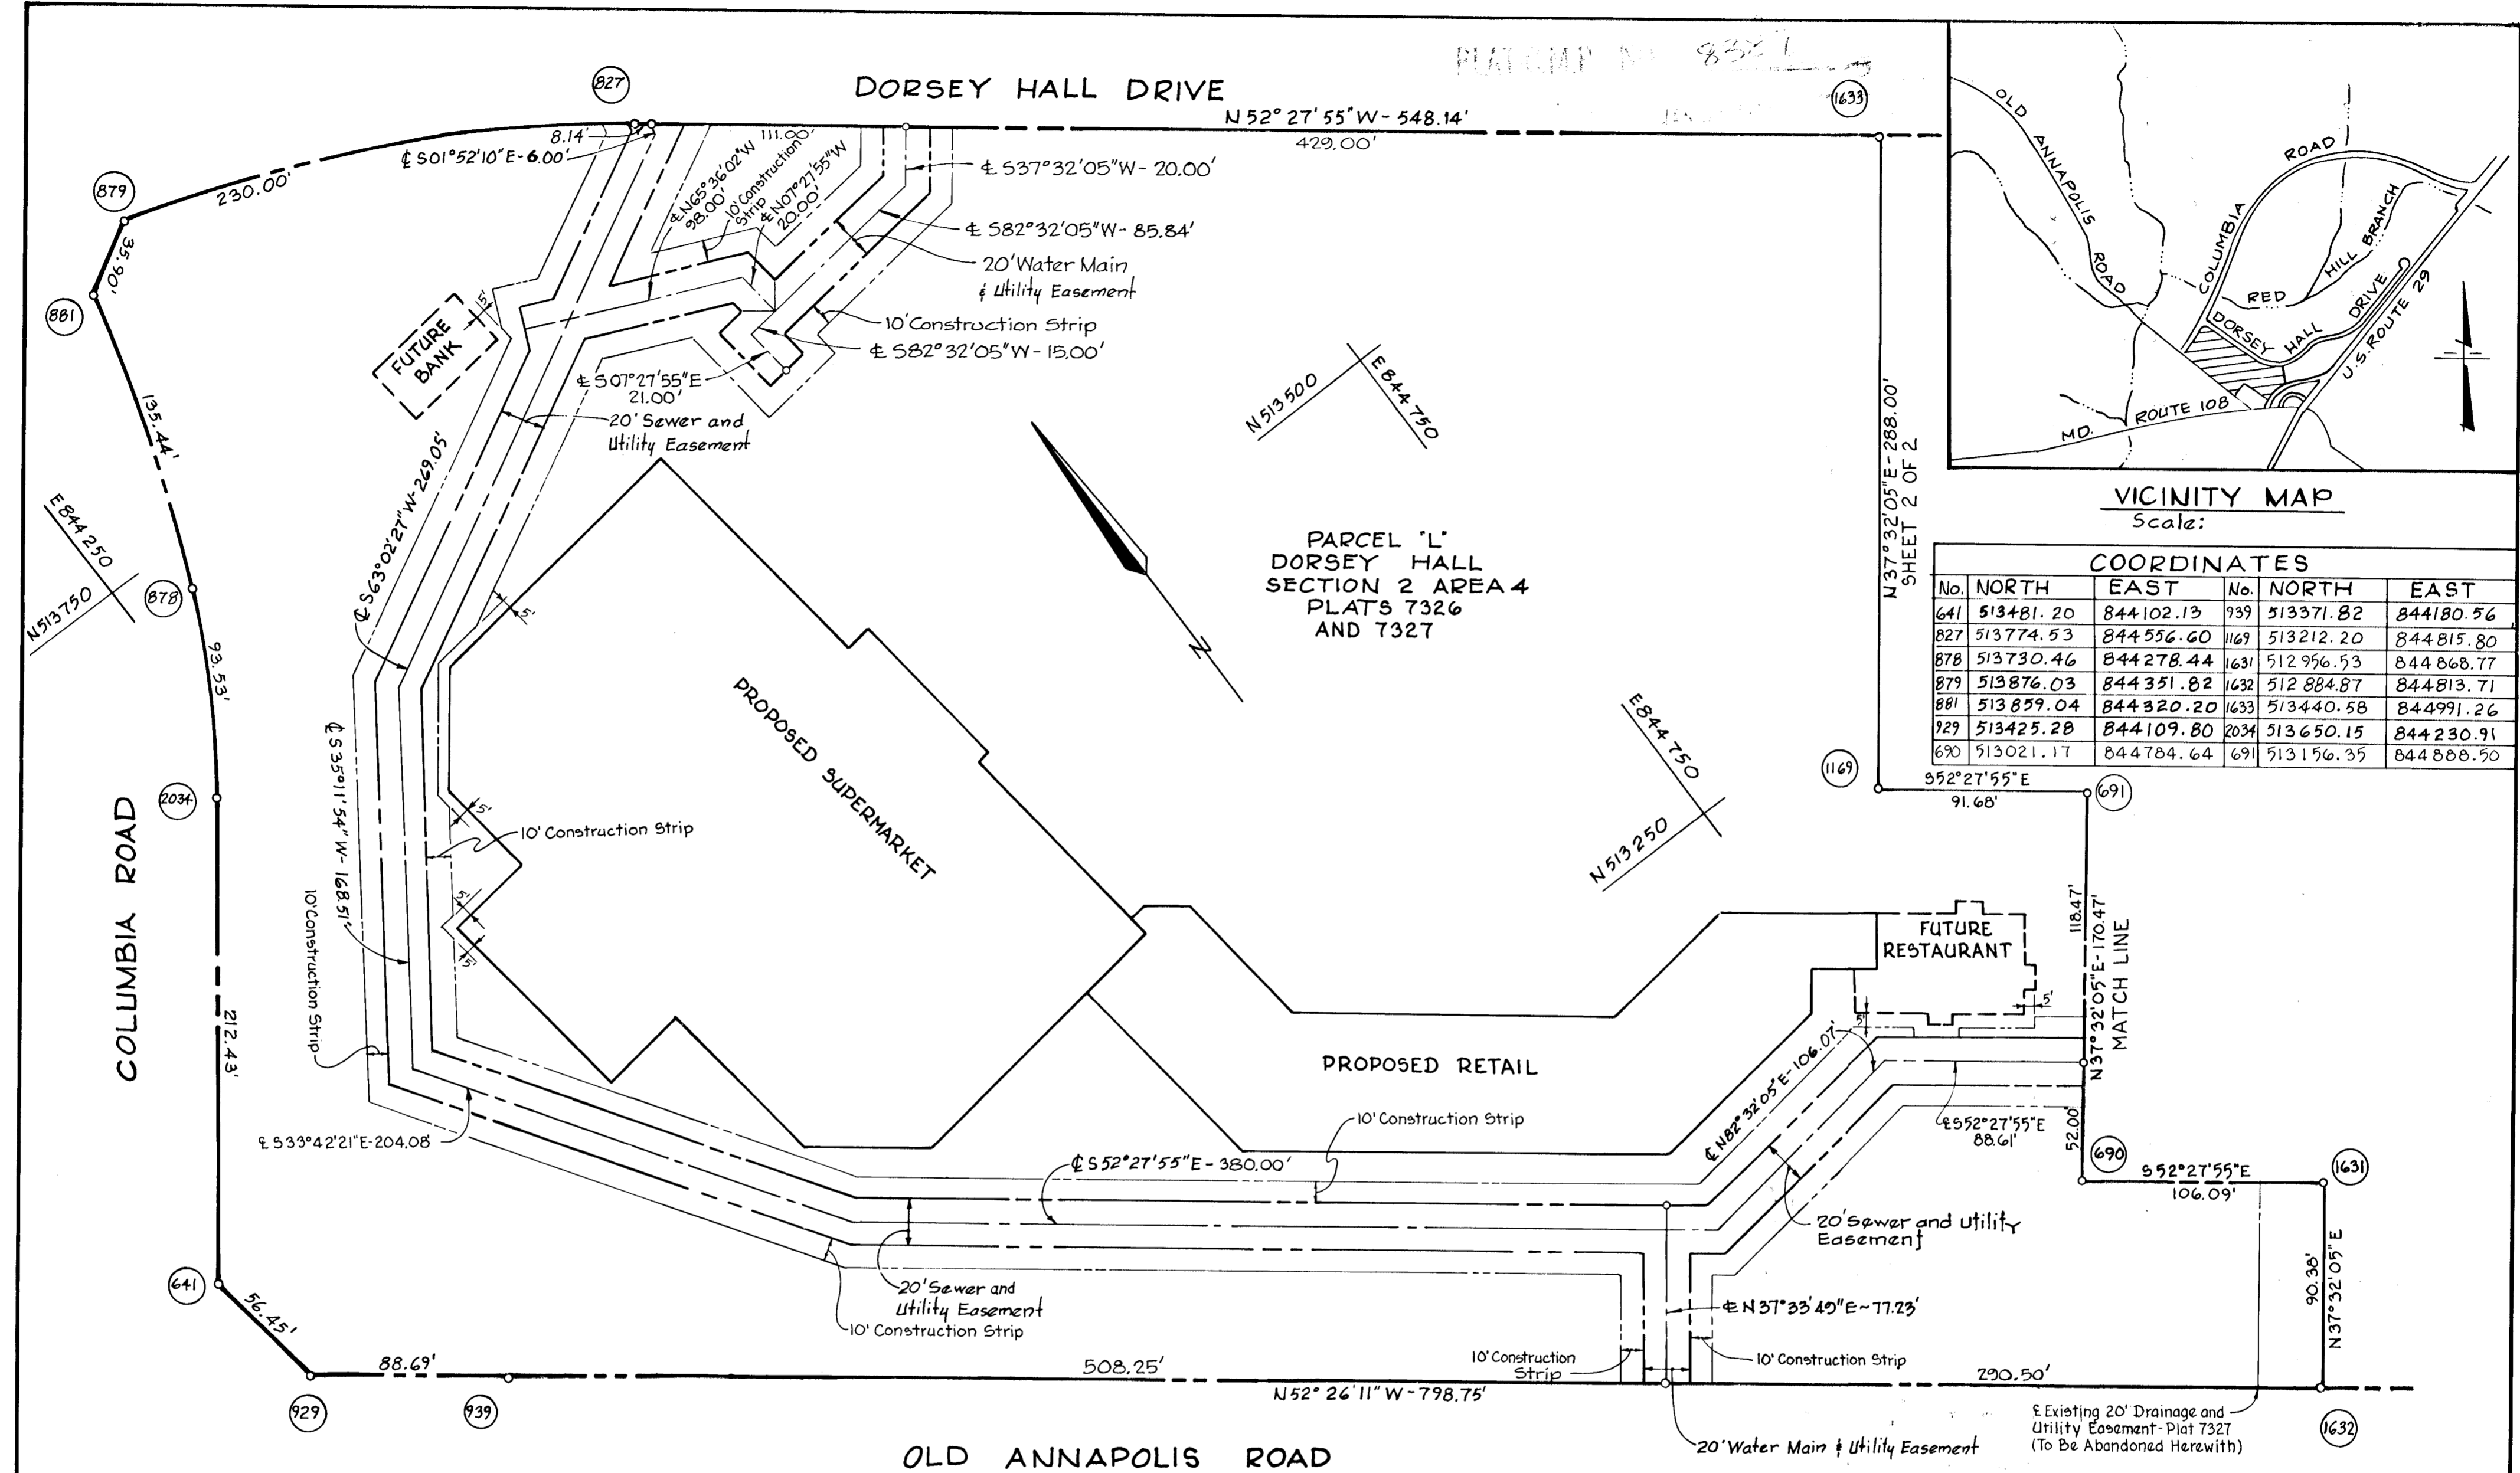 8387
DORSEY HALL DRIVE
827
1633
N52°27'55"W-548.14'
429.00'
8.14'
111.00'
℄ S01°52'10"E-6.00'
879
230.00'
35.90'
881
℄ N65°36'02"W
98.00'
10' Construction
Strip
℄ N07°27'55"W
20.00'
℄ S37°32'05"W-20.00'
℄ S82°32'05"W-85.84'
20' Water Main
& Utility Easement
10' Construction Strip
℄ S82°32'05"W-15.00'
℄ S07°27'55"E
21.00'
20' Sewer and
Utility Easement
5'
FUTURE
BANK
135.44'
E844250
N513750
878
93.53'
2034
COLUMBIA ROAD
212.43'
641
56.45'
℄ S63°02'27"W-269.05'
℄ S35°11'54"W-168.51'
10' Construction Strip
10' Construction Strip
5'
5'
5'
5'
PROPOSED SUPERMARKET
N513500
E844750
N
PARCEL "L"
DORSEY HALL
SECTION 2 AREA 4
PLATS 7326
AND 7327
E844750
N513250
N37°32'05"E-288.00'
SHEET 2 OF 2
1169
S52°27'55"E
91.68'
691
118.47'
N37°32'05"E-170.47'
MATCH LINE
FUTURE
RESTAURANT
5'
5'
PROPOSED RETAIL
℄ N82°32'05"E-106.07'
℄ S52°27'55"E
88.61'
52.00'
690
S52°27'55"E
106.09'
1631
90.38'
N37°32'05"E
℄ S33°42'21"E-204.08'
10' Construction Strip
℄ S52°27'55"E-380.00'
20' Sewer and Utility
Easement
20' Sewer and
Utility Easement
10' Construction Strip
℄ N37°33'49"E~77.23'
10' Construction
Strip
10' Construction Strip
88.69'
508.25'
290.50'
N52°26'11"W-798.75'
929
939
1632
℄ Existing 20' Drainage and
Utility Easement-Plat 7327
(To Be Abandoned Herewith)
20' Water Main & Utility Easement
OLD ANNAPOLIS ROAD
OLD ANNAPOLIS ROAD
COLUMBIA ROAD
RED HILL BRANCH
DORSEY HALL DRIVE
U.S. ROUTE 29
MD. ROUTE 108
VICINITY MAP
Scale:
COORDINATES
No. NORTH EAST No. NORTH EAST
641 513481.20 844102.13 939 513371.82 844180.56
827 513774.53 844556.60 1169 513212.20 844815.80
878 513730.46 844278.44 1631 512956.53 844868.77
879 513876.03 844351.82 1632 512884.87 844813.71
881 513859.04 844320.20 1633 513440.58 844991.26
929 513425.28 844109.80 2034 513650.15 844230.91
690 513021.17 844784.64 691 513156.35 844888.50